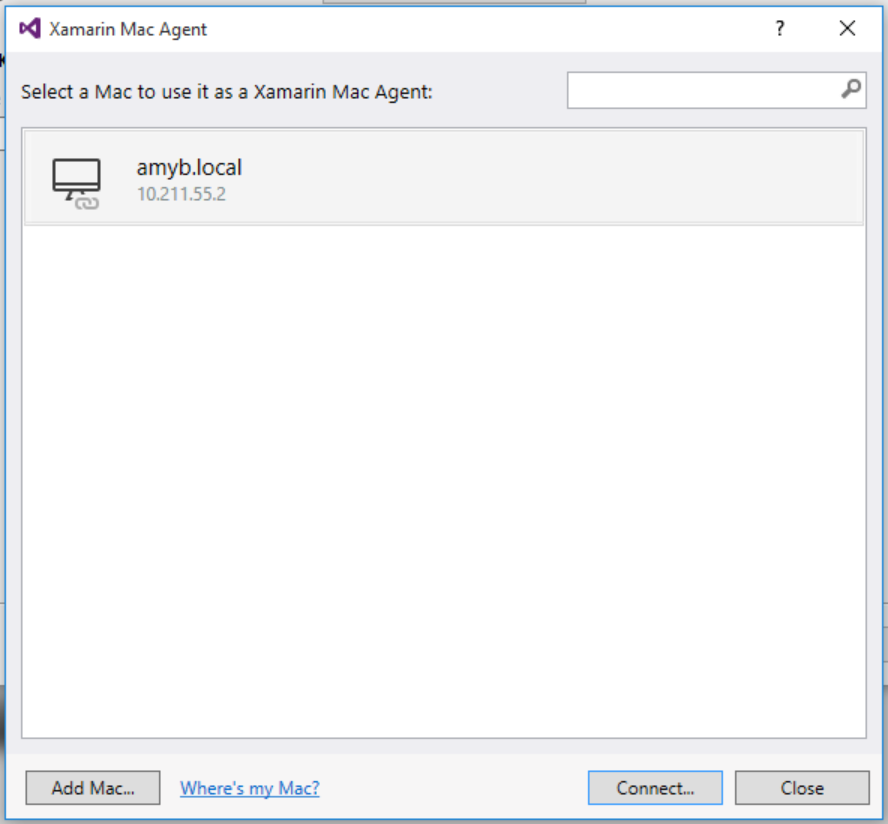 Xamarin Mac Agent
?
Select a Mac to use it as a Xamarin Mac Agent:
amyb.local
10.211.55.2
Add Mac...
Where's my Mac?
Connect...
Close